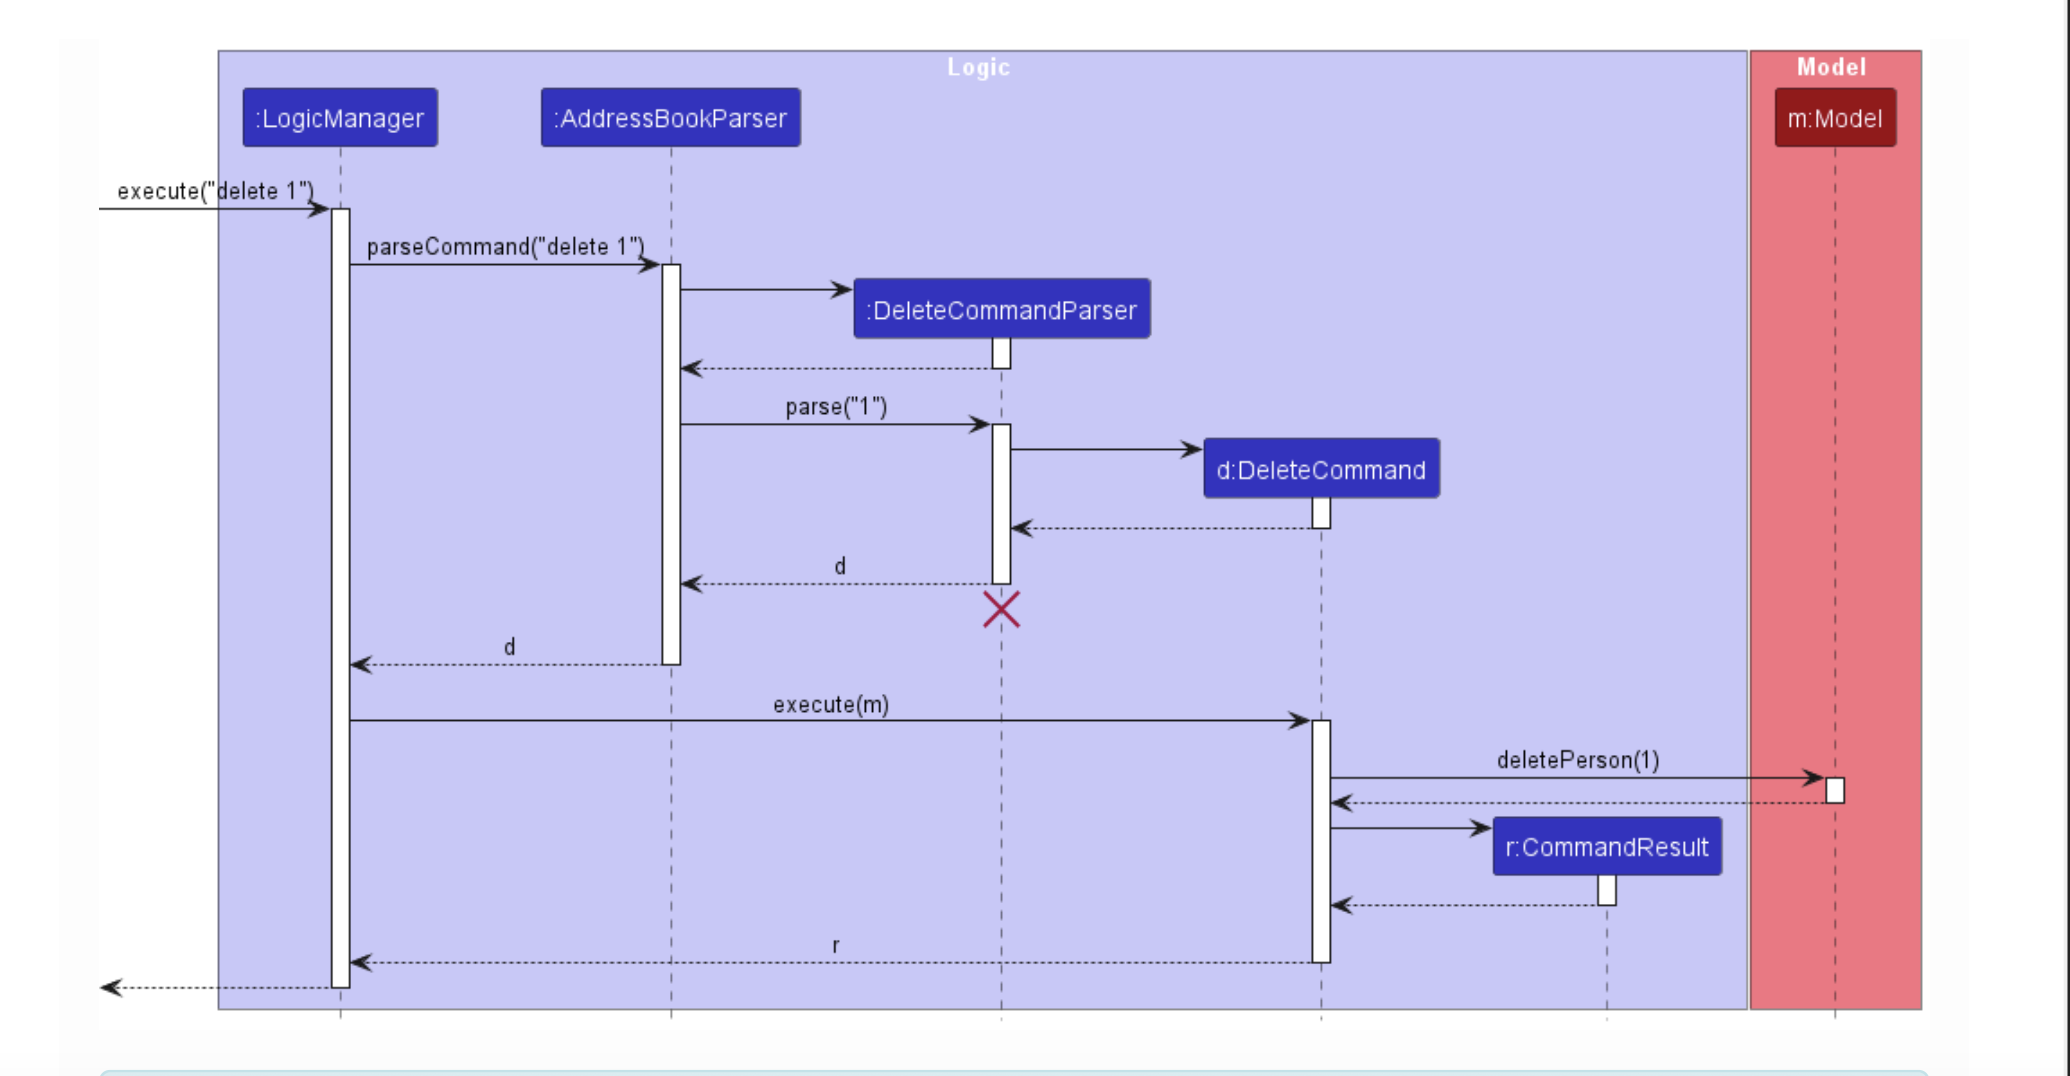 Logic
Model
:LogicManager
:AddressBookParser
m:Model
execute("delete 1")
parseCommand("delete 1")
:DeleteCommandParser
parse("1")
d:DeleteCommand
d
d
execute(m)
deletePerson(1)
r:CommandResult
r